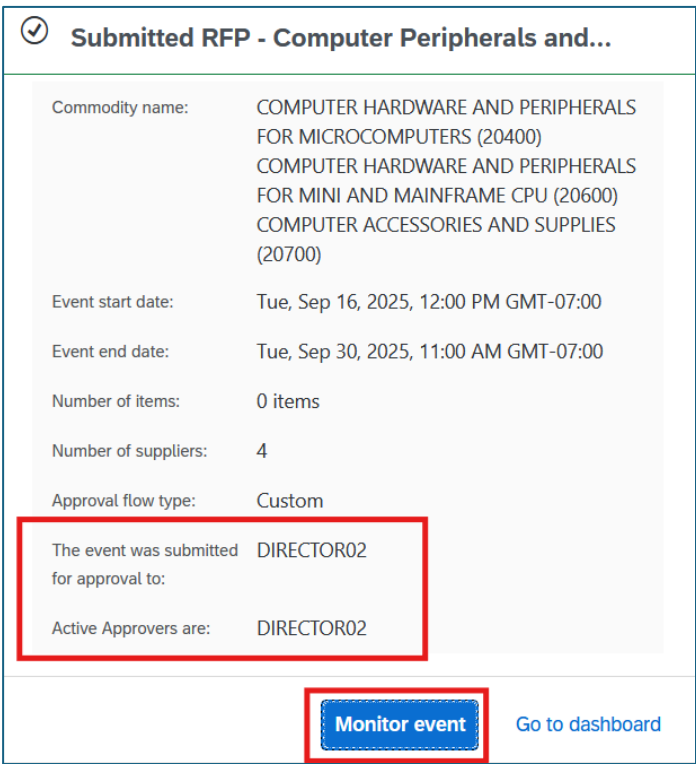 Submitted RFP - Computer Peripherals and...
Commodity name:
COMPUTER HARDWARE AND PERIPHERALS
FOR MICROCOMPUTERS (20400)
COMPUTER HARDWARE AND PERIPHERALS
FOR MINI AND MAINFRAME CPU (20600)
COMPUTER ACCESSORIES AND SUPPLIES
(20700)
Event start date: Tue, Sep 16, 2025, 12:00 PM GMT-07:00
Event end date: Tue, Sep 30, 2025, 11:00 AM GMT-07:00
Number of items: 0 items
Number of suppliers: 4
Approval flow type: Custom
The event was submitted
for approval to:
DIRECTOR02
Active Approvers are: DIRECTOR02
Monitor event Go to dashboard